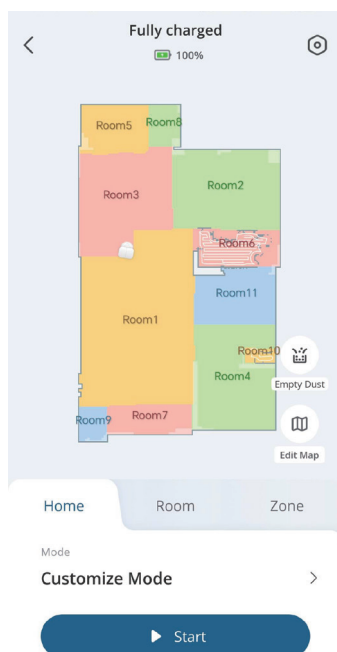 Fully charged
100%
Room5
Room8
Room3
Room2
Room6
Room11
Room1
Room10
Room4
Empty Dust
Room9
Room7
Edit Map
Home
Room
Zone
Mode
Customize Mode
Start